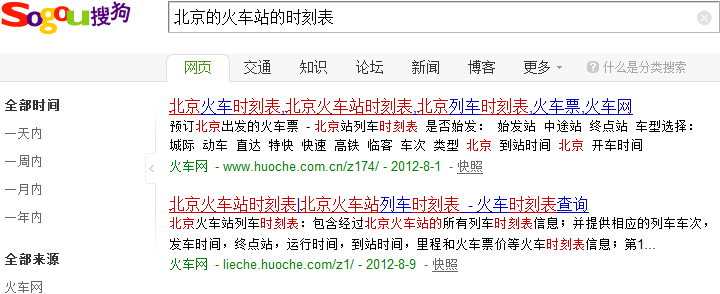 Sogou搜狗
北京的火车站的时刻表
网页 交通 知识 论坛 新闻 博客 更多 什么是分类搜索
全部时间
一天内
一周内
一月内
一年内
全部来源
火车网
北京火车时刻表,北京火车站时刻表,北京列车时刻表,火车票,火车网
预订北京出发的火车票 - 北京站列车时刻表 是否始发: 始发站 中途站 终点站 车型选择:
城际 动车 直达 特快 快速 高铁 临客 车次 类型 北京 到站时间 北京 开车时间
火车网 - www.huoche.com.cn/z174/ - 2012-8-1 - 快照
北京火车站时刻表|北京火车站列车时刻表 - 火车时刻表查询
北京火车站列车时刻表：包含经过北京火车站的所有列车时刻表信息；并提供相应的列车车次，
发车时间，终点站，运行时间，到站时间，里程和火车票价等火车时刻表信息；第1...
火车网 - lieche.huoche.com/z1/ - 2012-8-9 - 快照